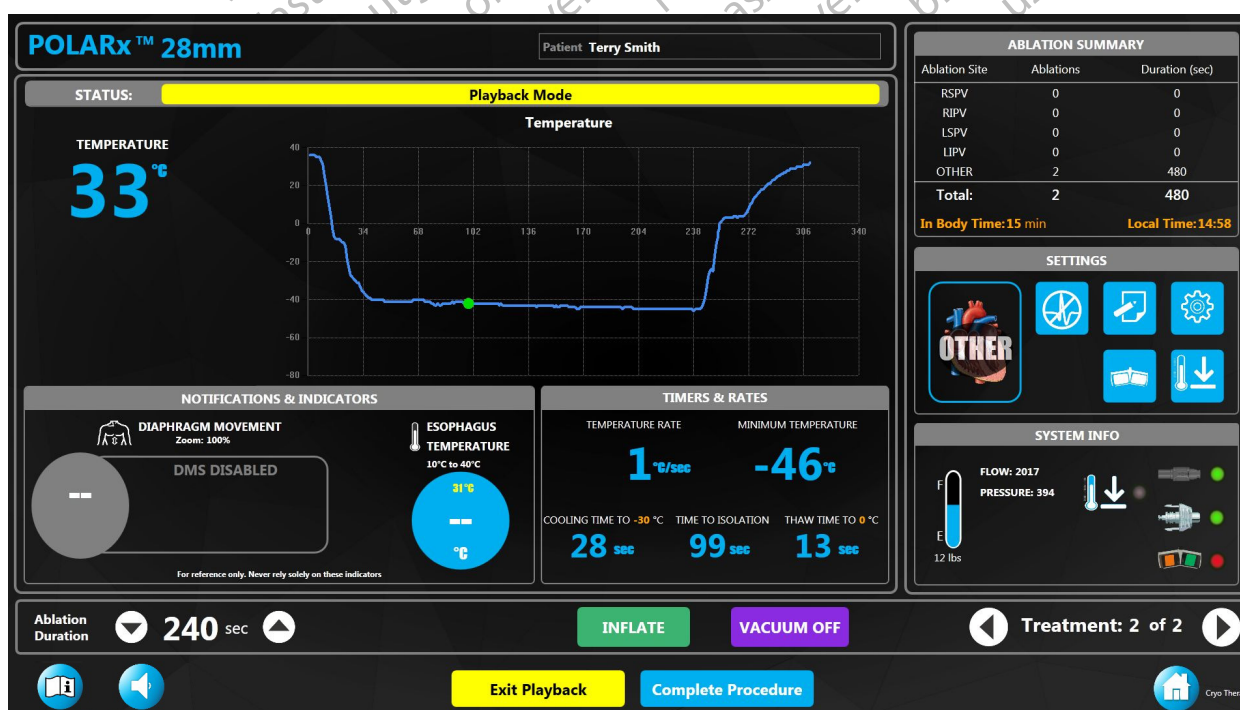 POLARx™ 28mm
Patient Terry Smith
STATUS:
Playback Mode
TEMPERATURE
33°C
Temperature
40
20
0
-20
-40
-60
-80
0 34 68 102 136 170 204 238 272 306 340
NOTIFICATIONS & INDICATORS
DIAPHRAGM MOVEMENT
Zoom: 100%
DMS DISABLED
--
ESOPHAGUS
TEMPERATURE
10°C to 40°C
31°C
--
°C
For reference only. Never rely solely on these indicators
TIMERS & RATES
TEMPERATURE RATE MINIMUM TEMPERATURE
1°C/sec -46°C
COOLING TIME TO -30 °C TIME TO ISOLATION THAW TIME TO 0 °C
28 sec 99 sec 13 sec
ABLATION SUMMARY
Ablation Site Ablations Duration (sec)
RSPV 0 0
RIPV 0 0
LSPV 0 0
LIPV 0 0
OTHER 2 480
Total: 2 480
In Body Time:15 min Local Time:14:58
SETTINGS
OTHER
SYSTEM INFO
F
E
12 lbs
FLOW: 2017
PRESSURE: 394
Ablation
Duration
240 sec
INFLATE
VACUUM OFF
Treatment: 2 of 2
Exit Playback
Complete Procedure